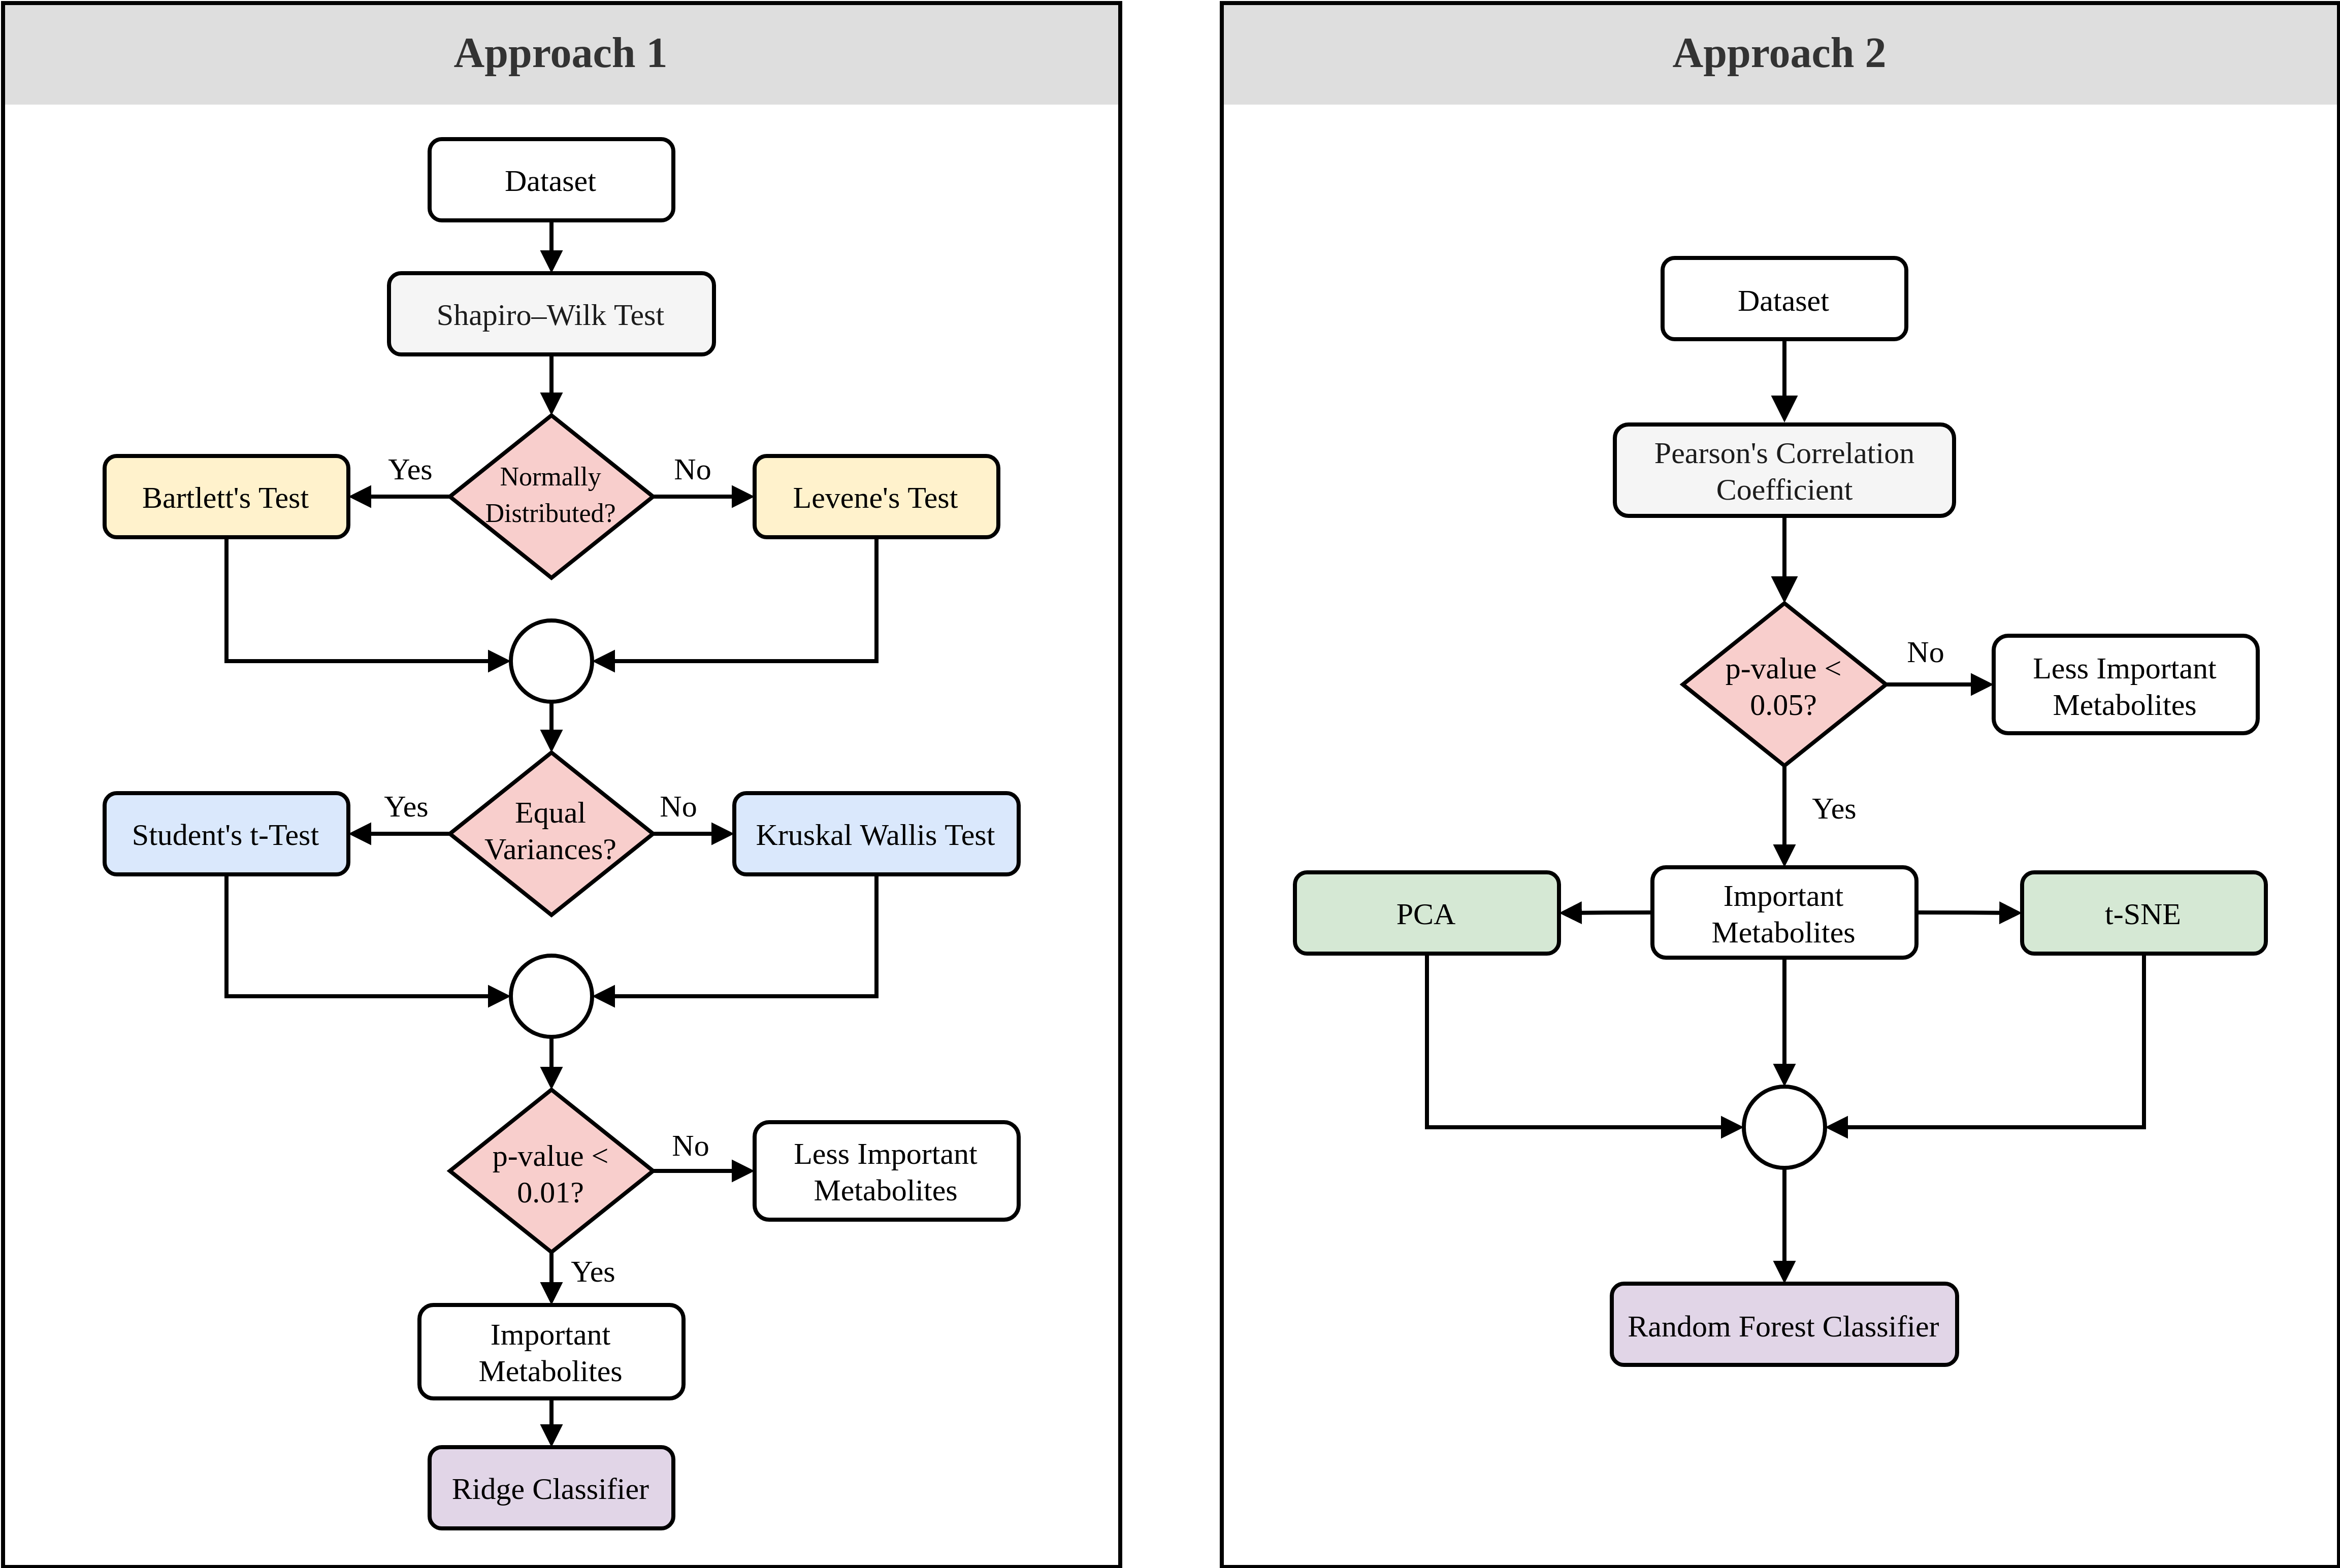 Approach 1
Dataset
Shapiro–Wilk Test
Normally
Distributed?
Yes
No
Bartlett's Test
Levene's Test
Equal
Variances?
Yes
No
Student's t-Test
Kruskal Wallis Test
p-value <
0.01?
No
Less Important
Metabolites
Yes
Important
Metabolites
Ridge Classifier
Approach 2
Dataset
Pearson's Correlation
Coefficient
p-value <
0.05?
No
Less Important
Metabolites
Yes
PCA
Important
Metabolites
t-SNE
Random Forest Classifier